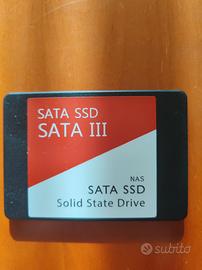 SATA SSD
SATA III
NAS
SATA SSD
Solid State Drive
subito